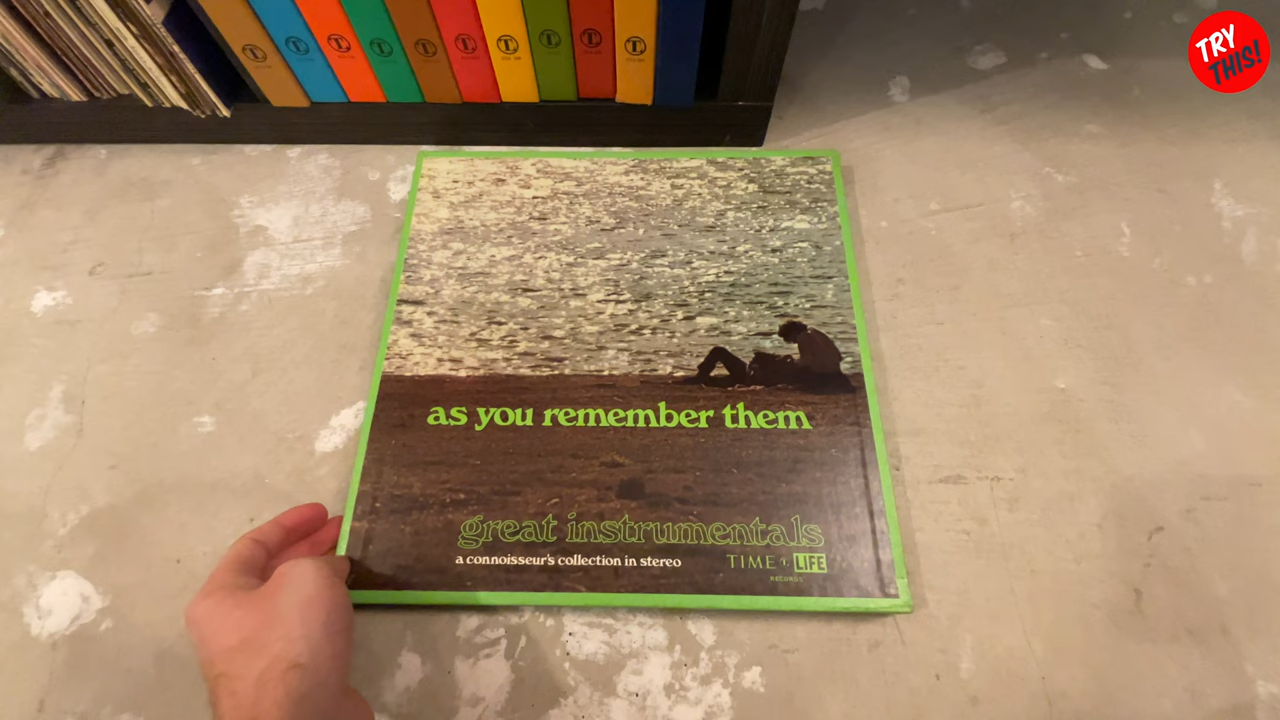 TRY
THIS!
as you remember them
great instrumentals
a connoisseur's collection in stereo
TIME LIFE
RECORDS